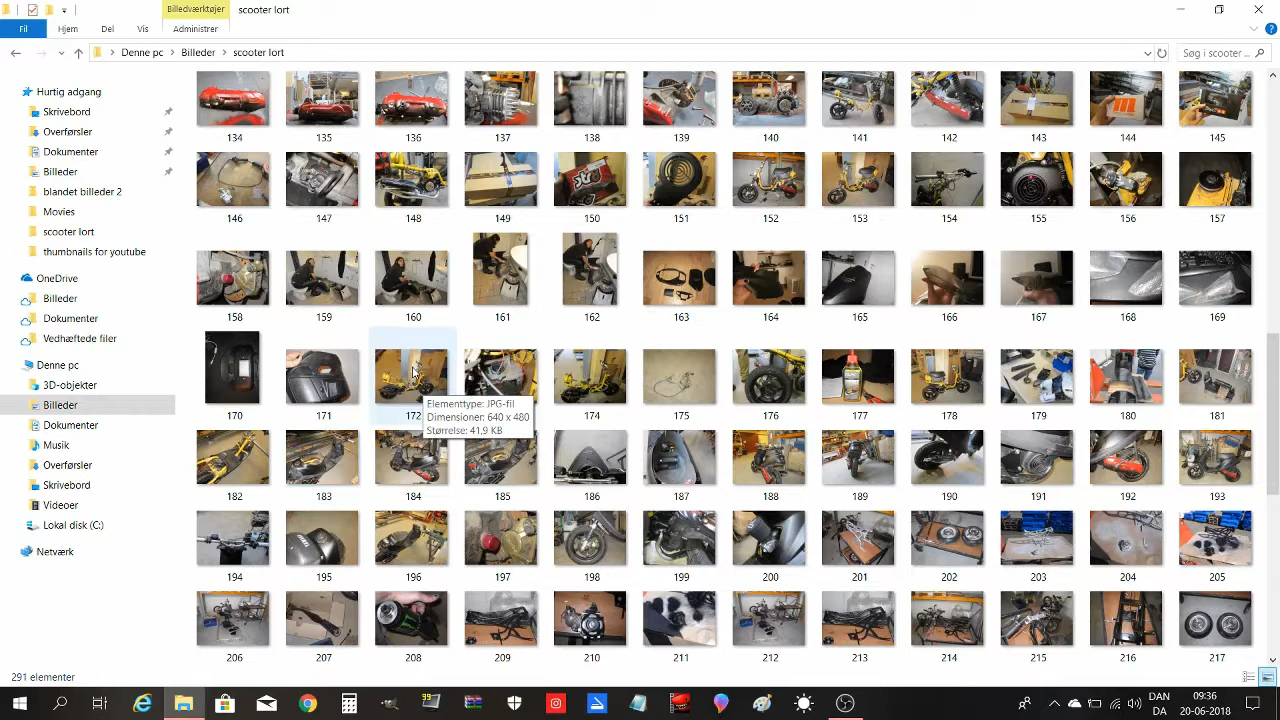 Billedværktøjer
scooter lort
Fil
Hjem
Del
Vis
Administrer
Denne pc
Billeder
scooter lort
Søg i scooter ...
Hurtig adgang
Skrivebord
Overførsler
Dokumenter
Billeder
blandet billeder 2
Movies
scooter lort
thumbnails for youtube
OneDrive
Billeder
Dokumenter
Vedhæftede filer
Denne pc
3D-objekter
Billeder
Dokumenter
Musik
Overførsler
Skrivebord
Videoer
Lokal disk (C:)
Netværk
134 135 136 137 138 139 140 141 142 143 144 145
146 147 148 149 150 151 152 153 154 155 156 157
158 159 160 161 162 163 164 165 166 167 168 169
170 171 172 174 175 176 177 178 179 180 181
Elementtype: JPG-fil
Dimensioner: 640 x 480
Størrelse: 41,9 KB
182 183 184 185 186 187 188 189 190 191 192 193
194 195 196 197 198 199 200 201 202 203 204 205
206 207 208 209 210 211 212 213 214 215 216 217
291 elementer
99
DAN
DA
09:36
20-06-2018